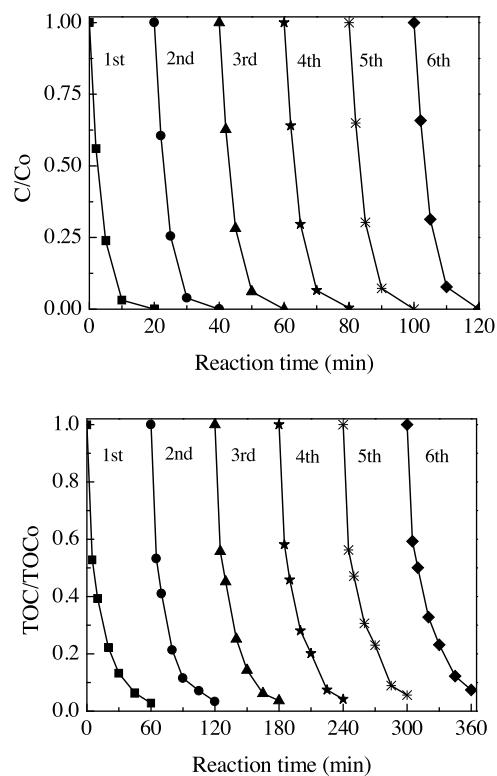 1.00
0.75
0.50
0.25
0.00
C/Co
1st 2nd 3rd 4th 5th 6th
0 20 40 60 80 100 120
Reaction time (min)
1.0
0.8
0.6
0.4
0.2
0.0
TOC/TOCo
1st 2nd 3rd 4th 5th 6th
0 60 120 180 240 300 360
Reaction time (min)